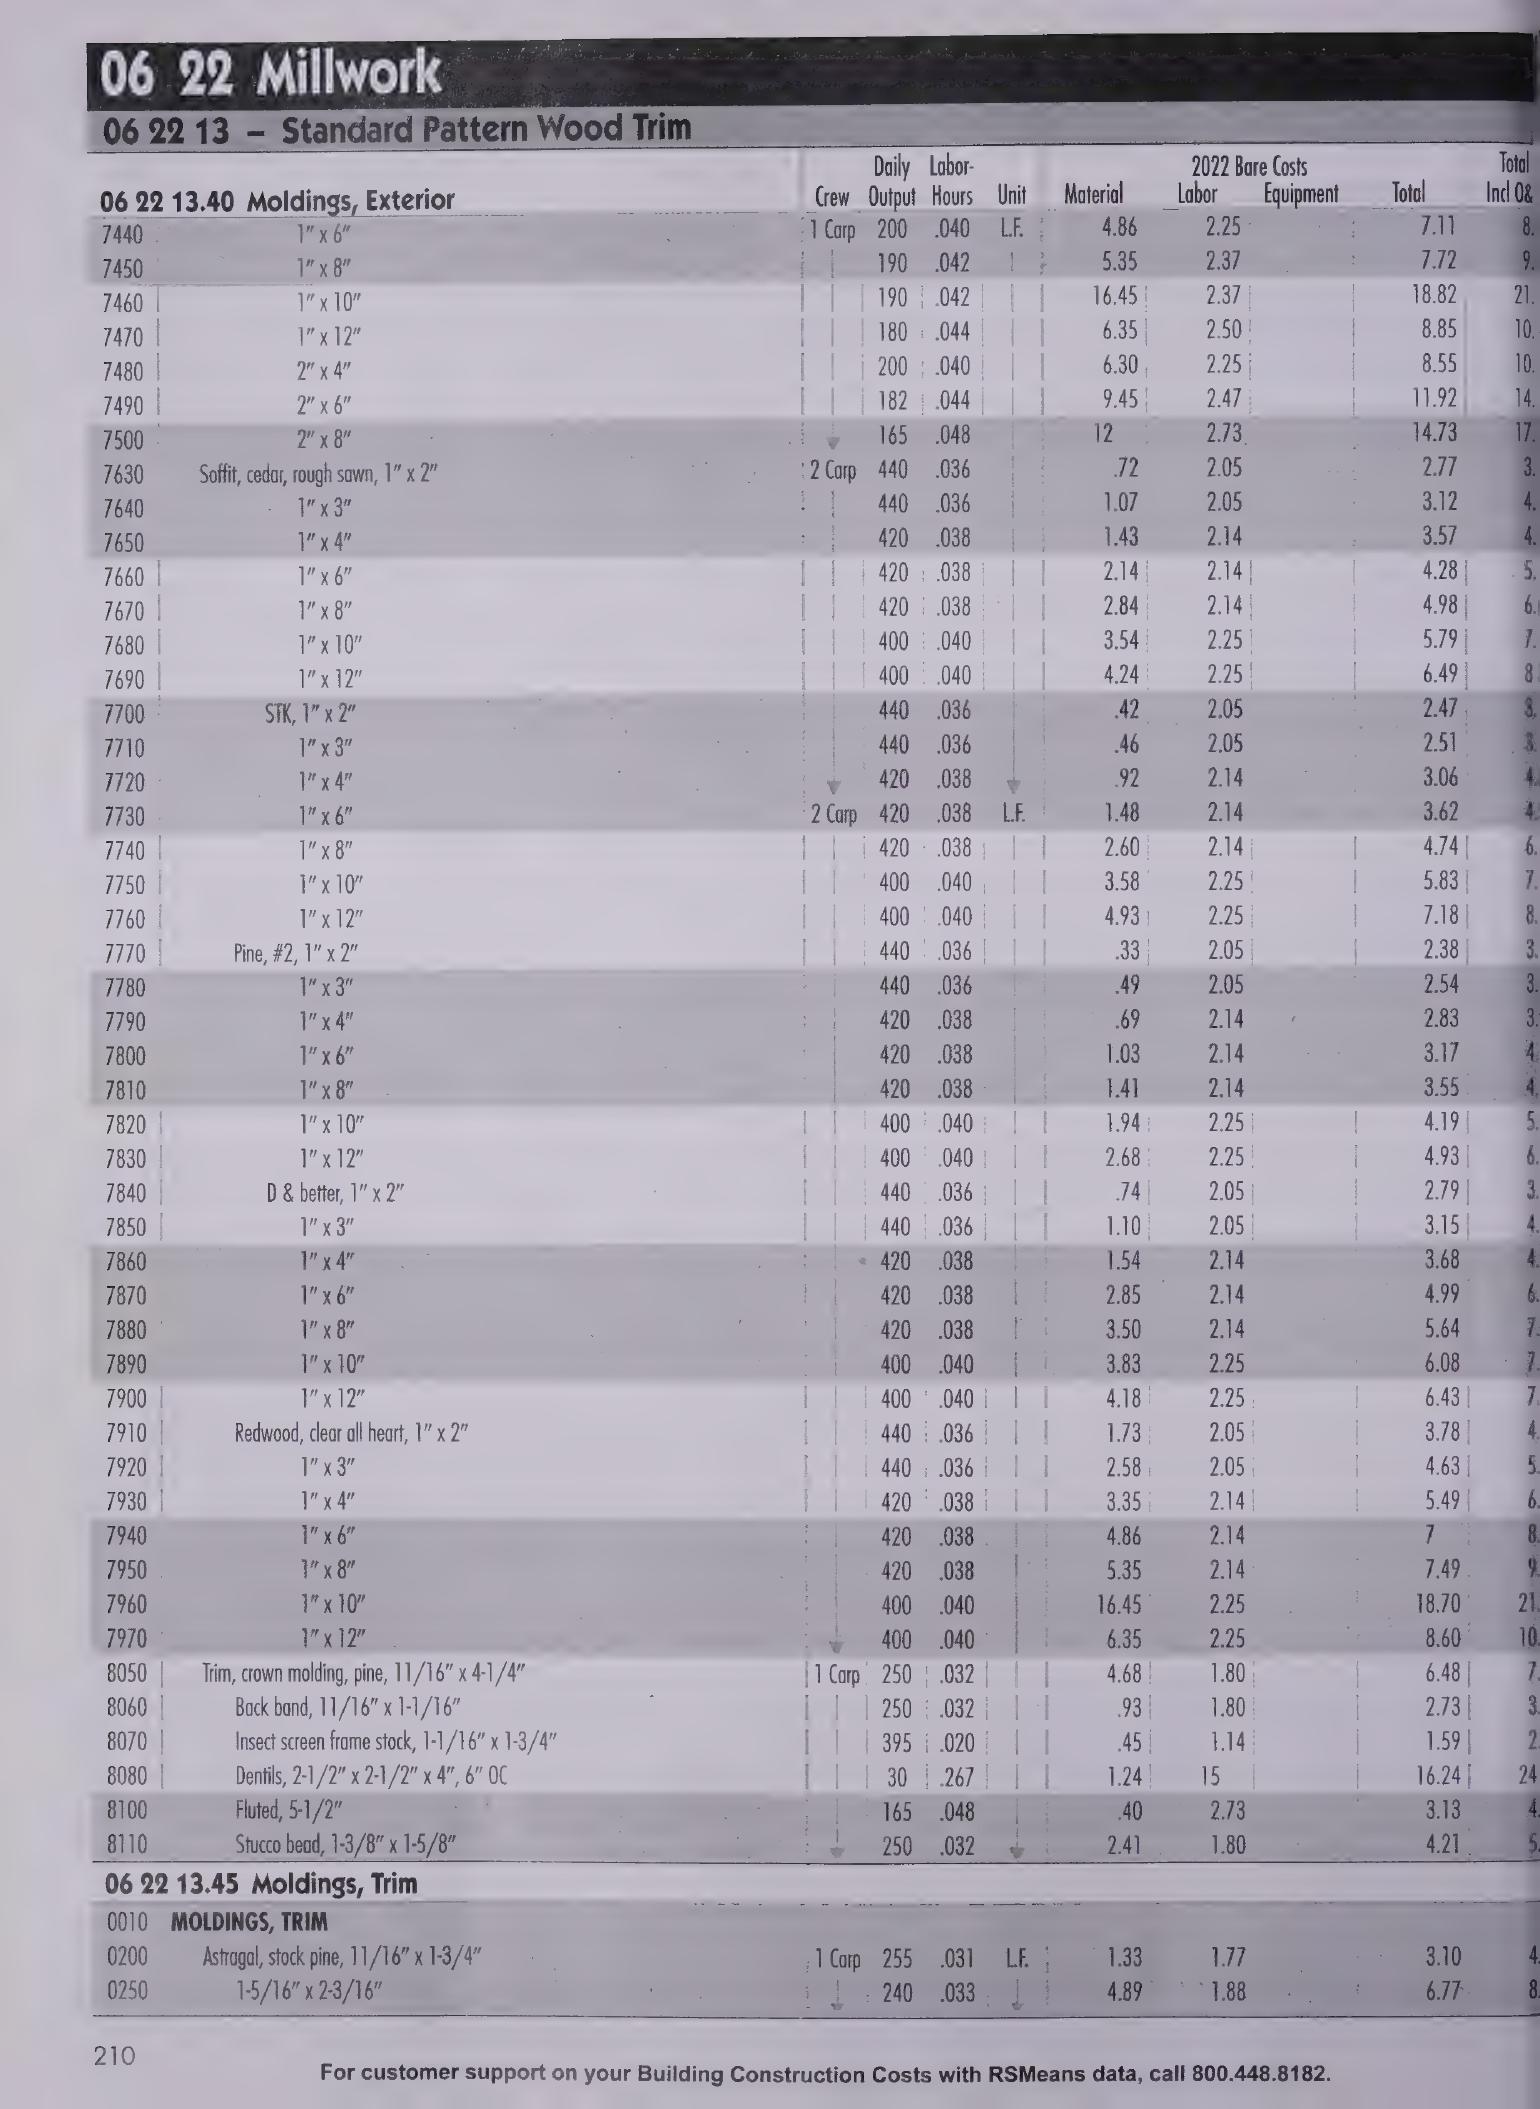 06 22 Millwork
06 22 13 – Standard Pattern Wood Trim
Daily Labor- 2022 Bare Costs Total
06 22 13.40 Moldings, Exterior Crew Output Hours Unit Material Labor Equipment Total Incl O&
7440 1" x 6" 1 Carp 200 .040 L.F. 4.86 2.25 7.11 8.
7450 1" x 8" 190 .042 5.35 2.37 7.72 9.
7460 1" x 10" 190 .042 16.45 2.37 18.82 21.
7470 1" x 12" 180 .044 6.35 2.50 8.85 10.
7480 2" x 4" 200 .040 6.30 2.25 8.55 10.
7490 2" x 6" 182 .044 9.45 2.47 11.92 14.
7500 2" x 8" 165 .048 12 2.73 14.73 17.
7630 Soffit, cedar, rough sawn, 1" x 2" 2 Carp 440 .036 .72 2.05 2.77 3.
7640 1" x 3" 440 .036 1.07 2.05 3.12 4.
7650 1" x 4" 420 .038 1.43 2.14 3.57 4.
7660 1" x 6" 420 .038 2.14 2.14 4.28 5.
7670 1" x 8" 420 .038 2.84 2.14 4.98 6.
7680 1" x 10" 400 .040 3.54 2.25 5.79 7.
7690 1" x 12" 400 .040 4.24 2.25 6.49 8
7700 STK, 1" x 2" 440 .036 .42 2.05 2.47 3.
7710 1" x 3" 440 .036 .46 2.05 2.51 3.
7720 1" x 4" 420 .038 .92 2.14 3.06 4.
7730 1" x 6" 2 Carp 420 .038 L.F. 1.48 2.14 3.62 4.
7740 1" x 8" 420 .038 2.60 2.14 4.74 6.
7750 1" x 10" 400 .040 3.58 2.25 5.83 7.
7760 1" x 12" 400 .040 4.93 2.25 7.18 8.
7770 Pine, #2, 1" x 2" 440 .036 .33 2.05 2.38 3.
7780 1" x 3" 440 .036 .49 2.05 2.54 3.
7790 1" x 4" 420 .038 .69 2.14 2.83 3.
7800 1" x 6" 420 .038 1.03 2.14 3.17 4
7810 1" x 8" 420 .038 1.41 2.14 3.55 4.
7820 1" x 10" 400 .040 1.94 2.25 4.19 5.
7830 1" x 12" 400 .040 2.68 2.25 4.93 6.
7840 D & better, 1" x 2" 440 .036 .74 2.05 2.79 3.
7850 1" x 3" 440 .036 1.10 2.05 3.15 4.
7860 1" x 4" 420 .038 1.54 2.14 3.68 4.
7870 1" x 6" 420 .038 2.85 2.14 4.99 6.
7880 1" x 8" 420 .038 3.50 2.14 5.64 7.
7890 1" x 10" 400 .040 3.83 2.25 6.08 7.
7900 1" x 12" 400 .040 4.18 2.25 6.43 7.
7910 Redwood, clear all heart, 1" x 2" 440 .036 1.73 2.05 3.78 4.
7920 1" x 3" 440 .036 2.58 2.05 4.63 5.
7930 1" x 4" 420 .038 3.35 2.14 5.49 6.
7940 1" x 6" 420 .038 4.86 2.14 7 8.
7950 1" x 8" 420 .038 5.35 2.14 7.49 9.
7960 1" x 10" 400 .040 16.45 2.25 18.70 21.
7970 1" x 12" 400 .040 6.35 2.25 8.60 10.
8050 Trim, crown molding, pine, 11/16" x 4-1/4" 1 Carp 250 .032 4.68 1.80 6.48 7.
8060 Back band, 11/16" x 1-1/16" 250 .032 .93 1.80 2.73 3.
8070 Insect screen frame stock, 1-1/16" x 1-3/4" 395 .020 .45 1.14 1.59 2.
8080 Dentils, 2-1/2" x 2-1/2" x 4", 6" OC 30 .267 1.24 15 16.24 24
8100 Fluted, 5-1/2" 165 .048 .40 2.73 3.13 4.
8110 Stucco bead, 1-3/8" x 1-5/8" 250 .032 2.41 1.80 4.21 5.
06 22 13.45 Moldings, Trim
0010 MOLDINGS, TRIM
0200 Astragal, stock pine, 11/16" x 1-3/4" 1 Carp 255 .031 L.F. 1.33 1.77 3.10 4.
0250 1-5/16" x 2-3/16" 240 .033 4.89 1.88 6.77 8.
210
For customer support on your Building Construction Costs with RSMeans data, call 800.448.8182.